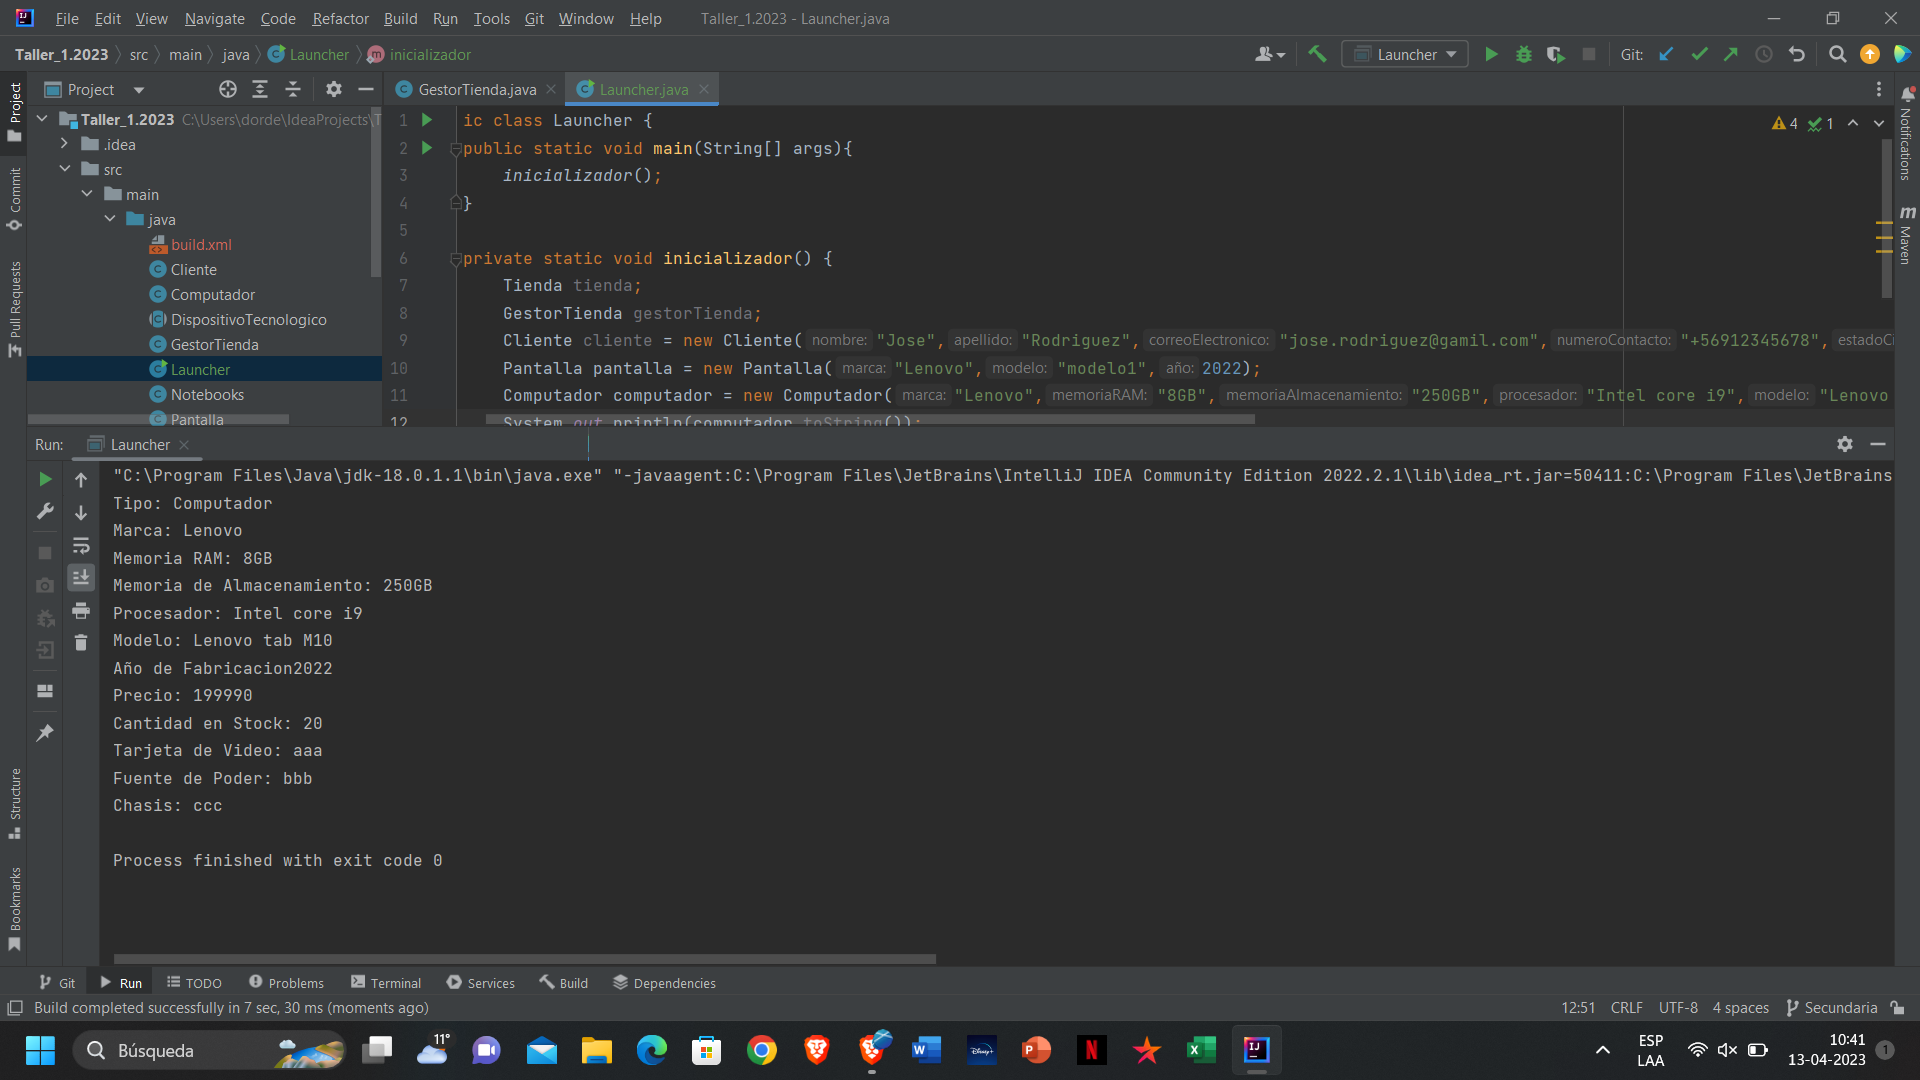 File Edit View Navigate Code Refactor Build Run Tools Git Window Help Taller_1.2023 - Launcher.java
Taller_1.2023 src main java Launcher inicializador
Launcher Git:
Project
GestorTienda.java Launcher.java
Taller_1.2023 C:\Users\dorde\IdeaProjects\T
.idea
src
main
java
build.xml
Cliente
Computador
DispositivoTecnologico
GestorTienda
Launcher
Notebooks
Pantalla
1 ic class Launcher {
2 public static void main(String[] args){
3 inicializador();
4 }
5
6 private static void inicializador() {
7 Tienda tienda;
8 GestorTienda gestorTienda;
9 Cliente cliente = new Cliente( nombre: "Jose", apellido: "Rodriguez", correoElectronico: "jose.rodriguez@gamil.com", numeroContacto: "+56912345678", estadoCi
10 Pantalla pantalla = new Pantalla( marca: "Lenovo", modelo: "modelo1", año: 2022);
11 Computador computador = new Computador( marca: "Lenovo", memoriaRAM: "8GB", memoriaAlmacenamiento: "250GB", procesador: "Intel core i9", modelo: "Lenovo
12 System.out.println(computador.toString());
4 1
Project
Commit
Pull Requests
Structure
Bookmarks
Notifications
Maven
Run: Launcher
"C:\Program Files\Java\jdk-18.0.1.1\bin\java.exe" "-javaagent:C:\Program Files\JetBrains\IntelliJ IDEA Community Edition 2022.2.1\lib\idea_rt.jar=50411:C:\Program Files\JetBrains
Tipo: Computador
Marca: Lenovo
Memoria RAM: 8GB
Memoria de Almacenamiento: 250GB
Procesador: Intel core i9
Modelo: Lenovo tab M10
Año de Fabricacion2022
Precio: 199990
Cantidad en Stock: 20
Tarjeta de Video: aaa
Fuente de Poder: bbb
Chasis: ccc
Process finished with exit code 0
Git Run TODO Problems Terminal Services Build Dependencies
Build completed successfully in 7 sec, 30 ms (moments ago)
12:51 CRLF UTF-8 4 spaces Secundaria
Búsqueda
11°
ESP
LAA
10:41
13-04-2023
1